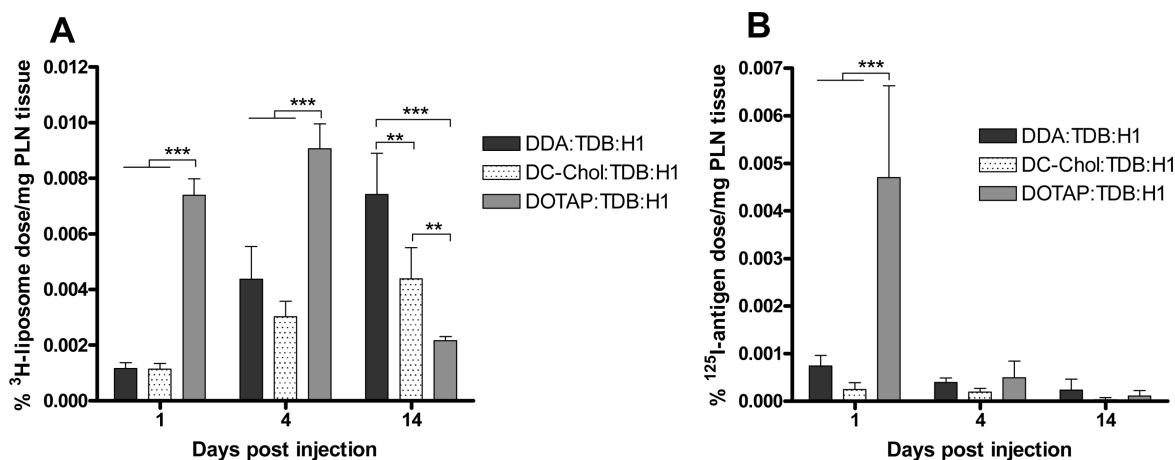 A
% ³H-liposome dose/mg PLN tissue
0.012
0.010
0.008
0.006
0.004
0.002
0.000
***
***
***
**
**
1
4
14
Days post injection
DDA:TDB:H1
DC-Chol:TDB:H1
DOTAP:TDB:H1
B
% ¹²⁵I-antigen dose/mg PLN tissue
0.007
0.006
0.005
0.004
0.003
0.002
0.001
0.000
***
1
4
14
Days post injection
DDA:TDB:H1
DC-Chol:TDB:H1
DOTAP:TDB:H1